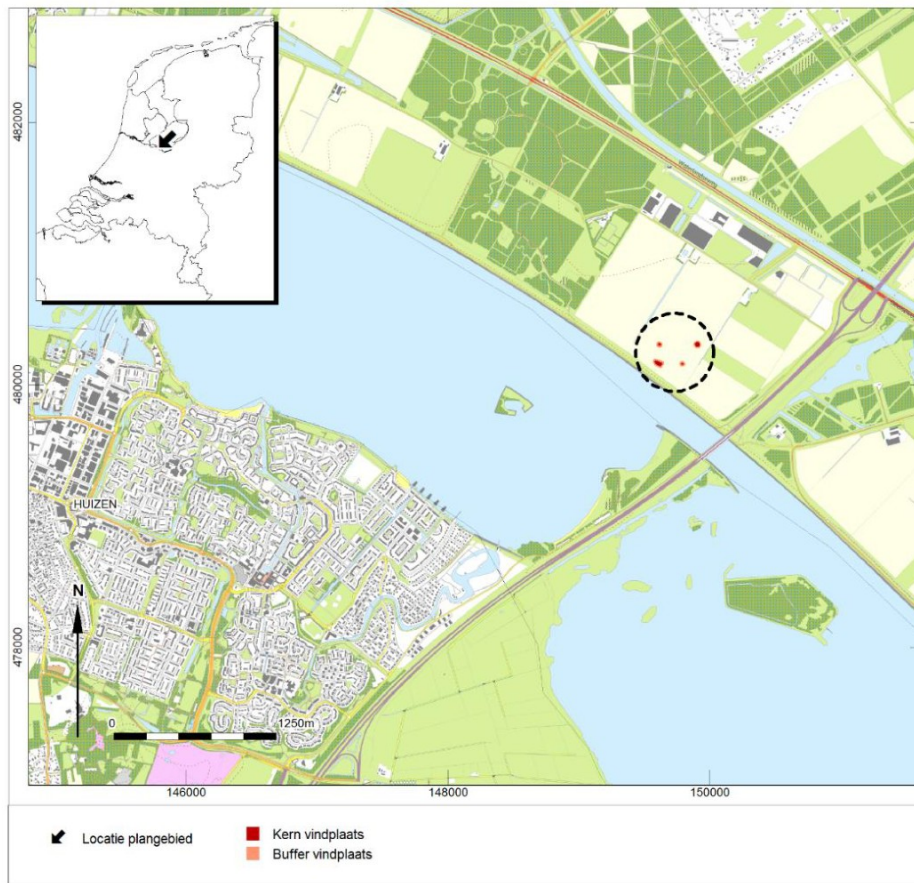 482000
480000
HUIZEN
N
478000
0 1250m
146000 148000 150000
Locatie plangebied
Kern vindplaats
Buffer vindplaats